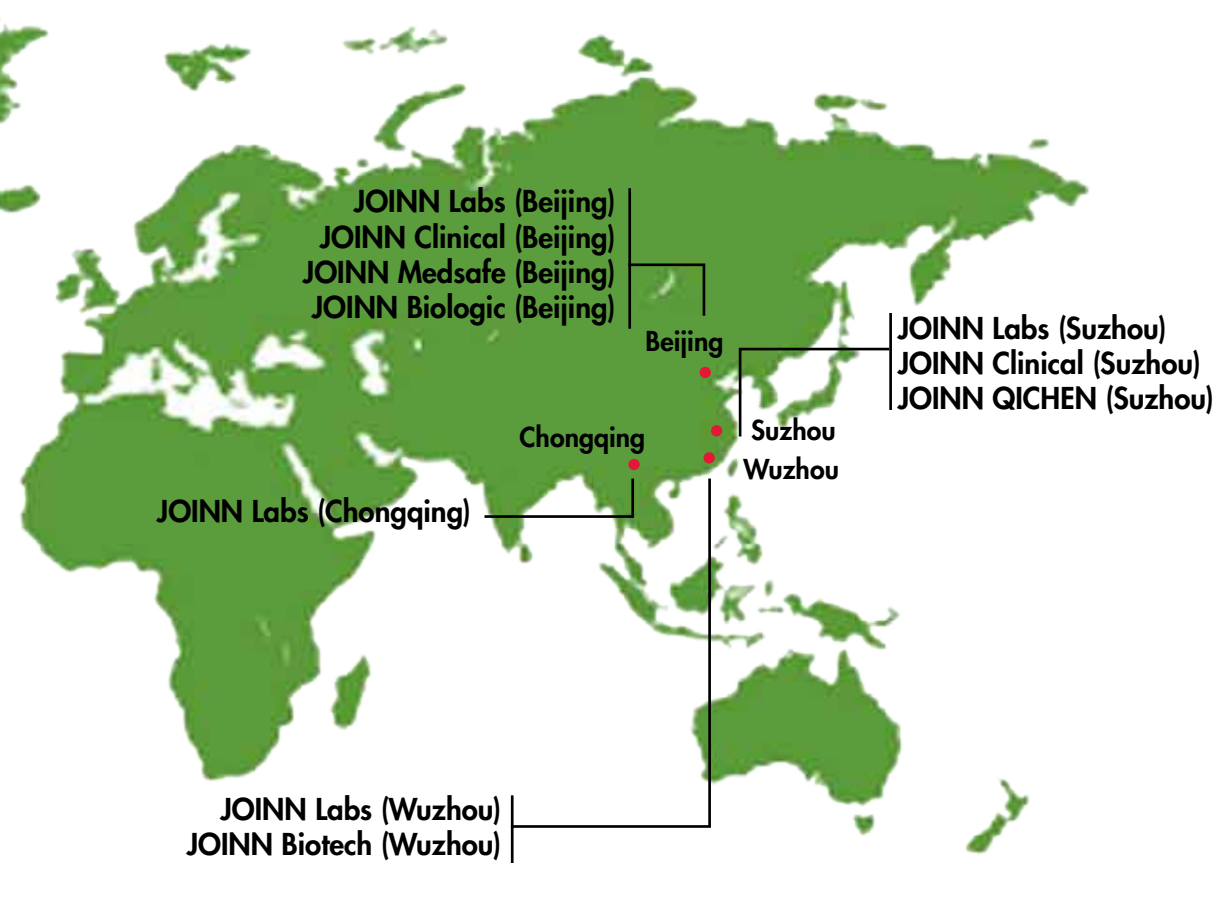 JOINN Labs (Beijing)
JOINN Clinical (Beijing)
JOINN Medsafe (Beijing)
JOINN Biologic (Beijing)
Beijing
JOINN Labs (Suzhou)
JOINN Clinical (Suzhou)
JOINN QICHEN (Suzhou)
Suzhou
Chongqing
Wuzhou
JOINN Labs (Chongqing)
JOINN Labs (Wuzhou)
JOINN Biotech (Wuzhou)